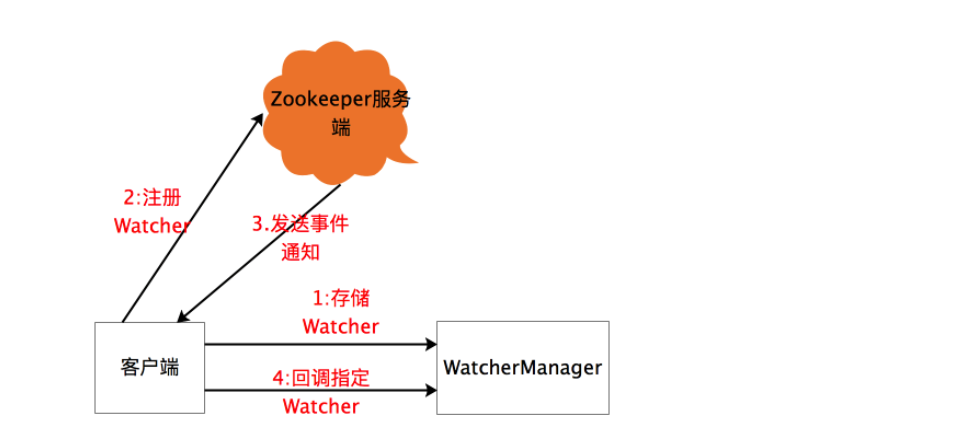 Zookeeper服务
端
2:注册
Watcher
3.发送事件
通知
1:存储
Watcher
客户端
WatcherManager
4:回调指定
Watcher